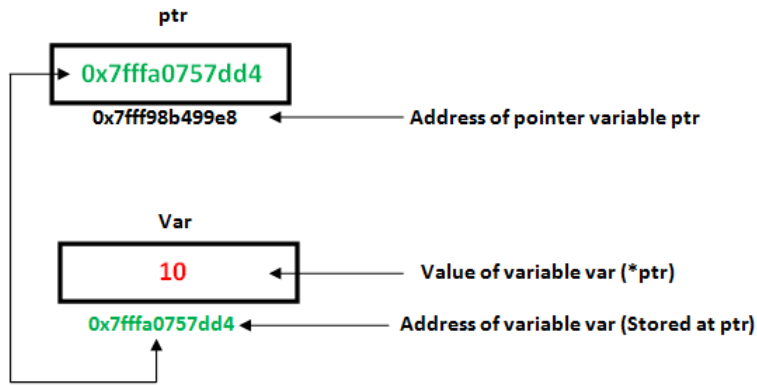 ptr
0x7fffa0757dd4
0x7fff98b499e8
Address of pointer variable ptr
Var
10
Value of variable var (*ptr)
0x7fffa0757dd4
Address of variable var (Stored at ptr)